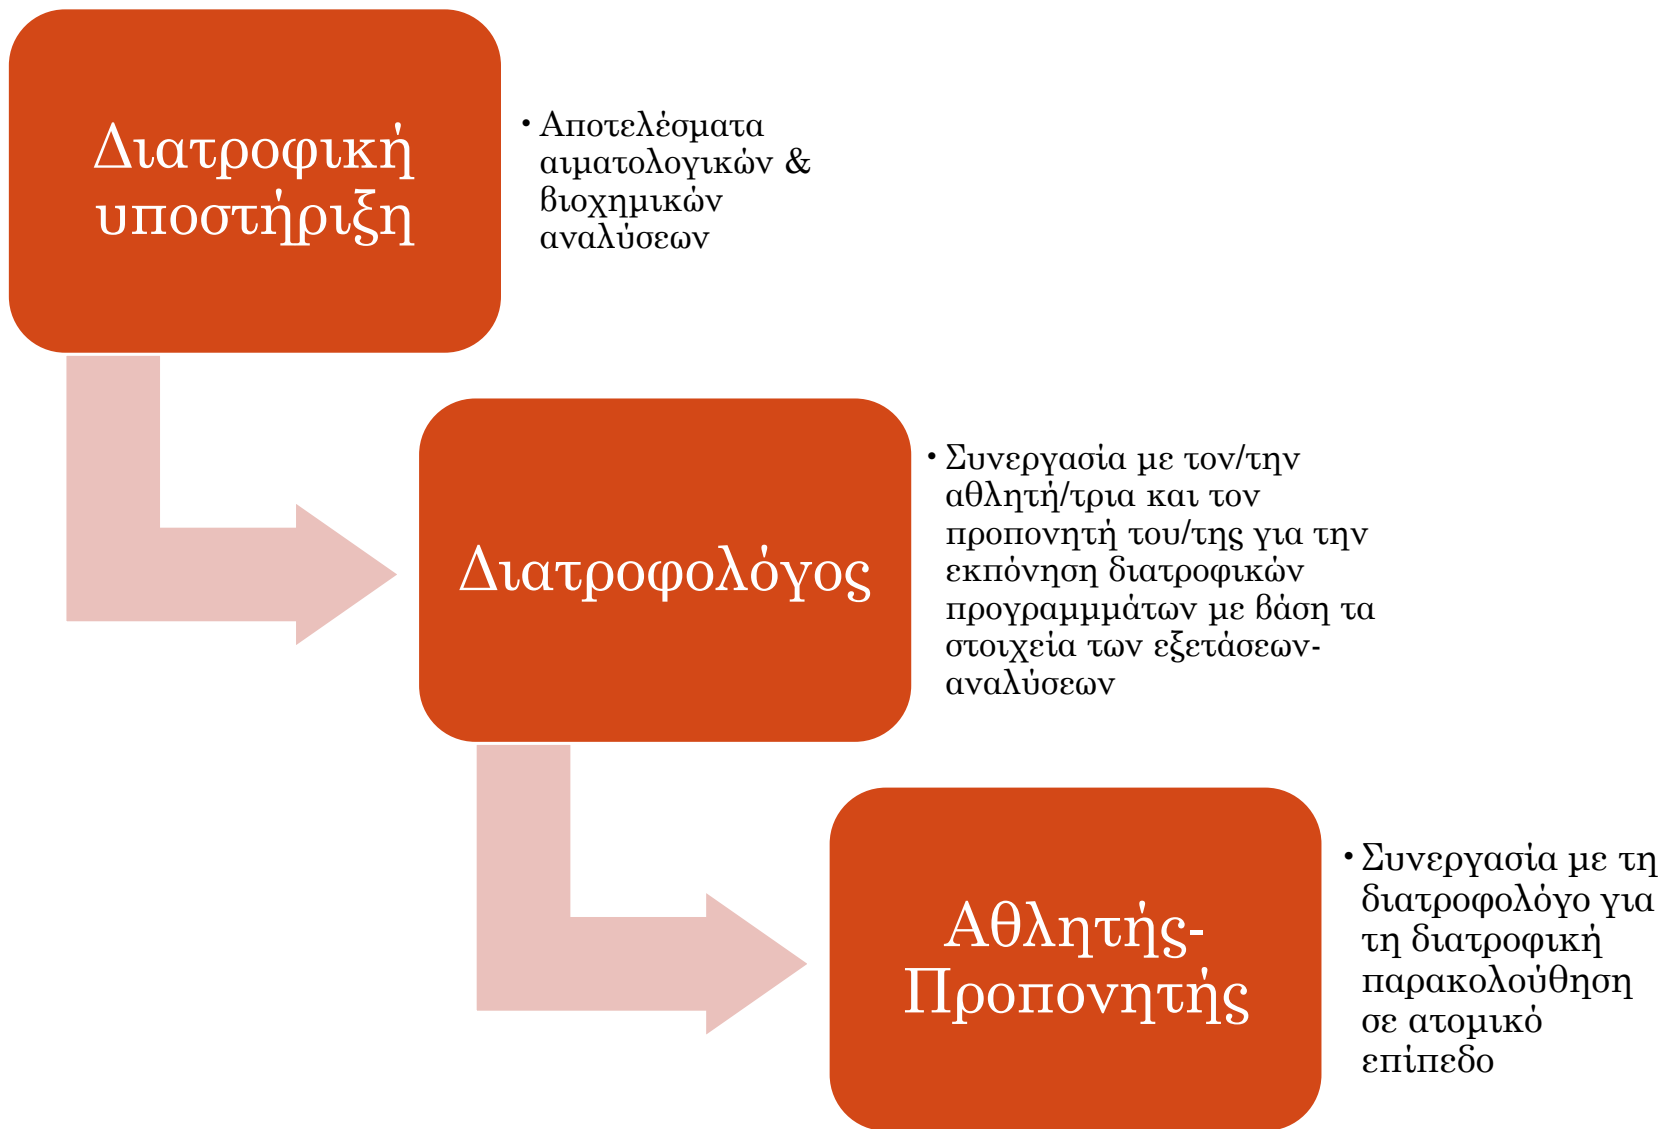 Διατροφική
υποστήριξη
• Αποτελέσματα
αιματολογικών &
βιοχημικών
αναλύσεων
Διατροφολόγος
• Συνεργασία με τον/την
αθλητή/τρια και τον
προπονητή του/της για την
εκπόνηση διατροφικών
προγραμμμάτων με βάση τα
στοιχεία των εξετάσεων-
αναλύσεων
Αθλητής-
Προπονητής
• Συνεργασία με τη
διατροφολόγο για
τη διατροφική
παρακολούθηση
σε ατομικό
επίπεδο